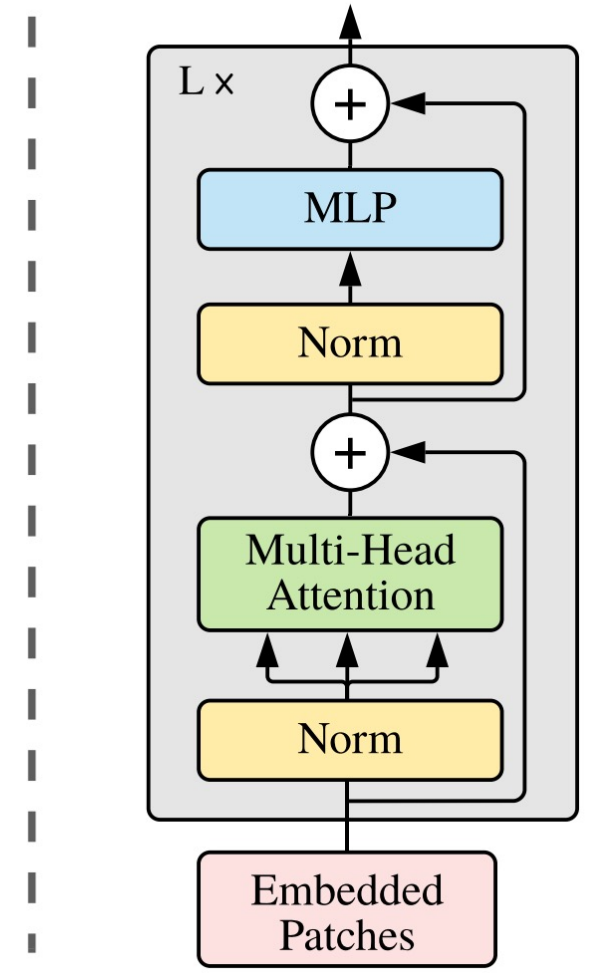 L ×
+
MLP
Norm
+
Multi-Head
Attention
Norm
Embedded
Patches